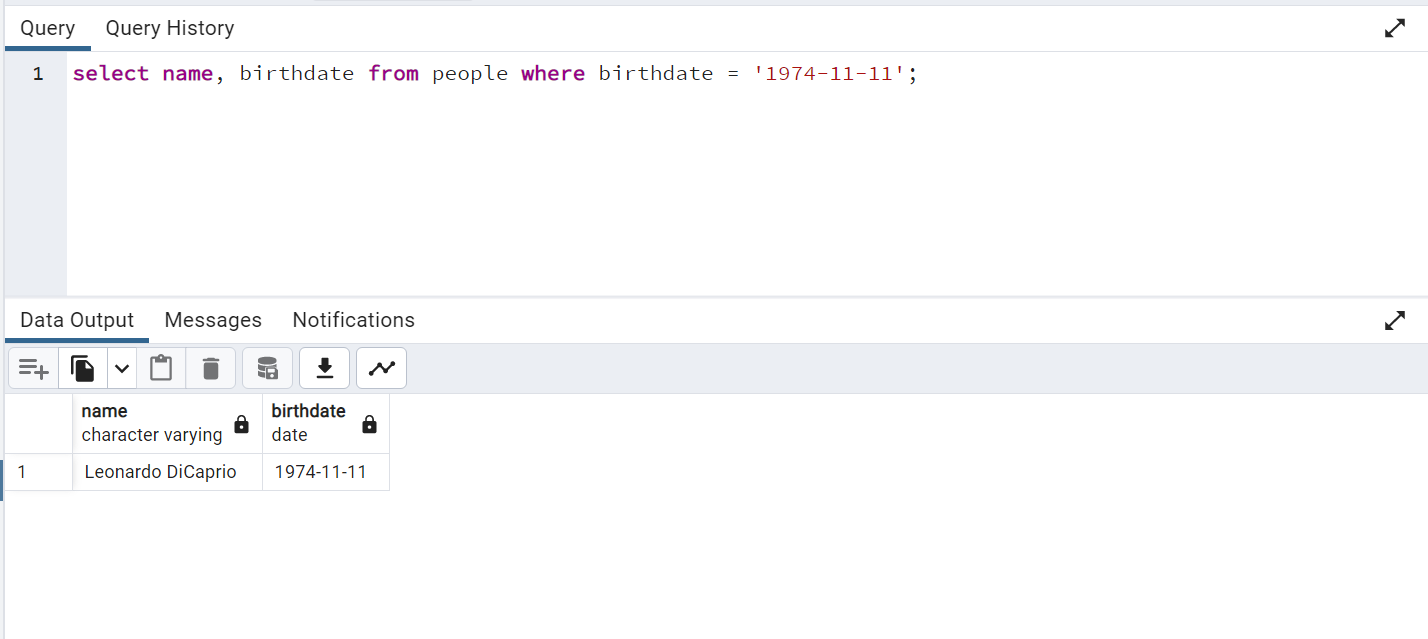 Query Query History
1 select name, birthdate from people where birthdate = '1974-11-11';
Data Output Messages Notifications
name birthdate
character varying date
1 Leonardo DiCaprio 1974-11-11